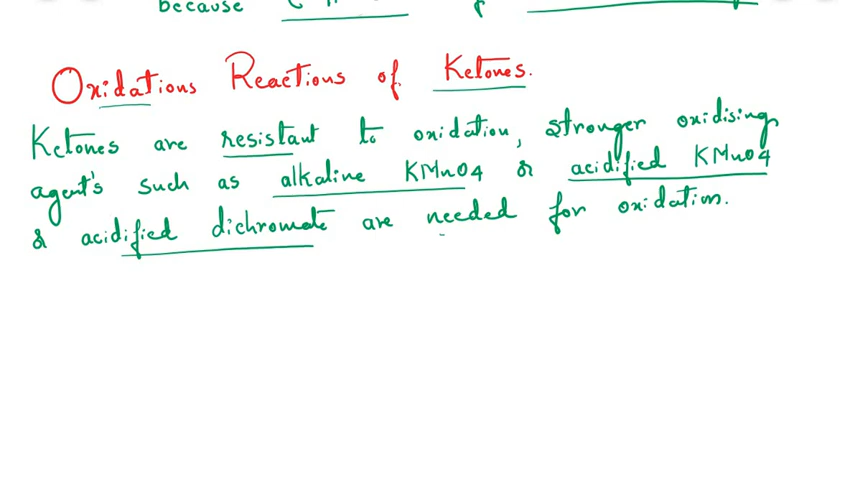 because
Oxidations Reactions of Ketones.
Ketones are resistant to oxidation, stronger oxidising
agent's such as alkaline KMnO4 & acidified KMnO4
& acidified dichromate are needed for oxidation.